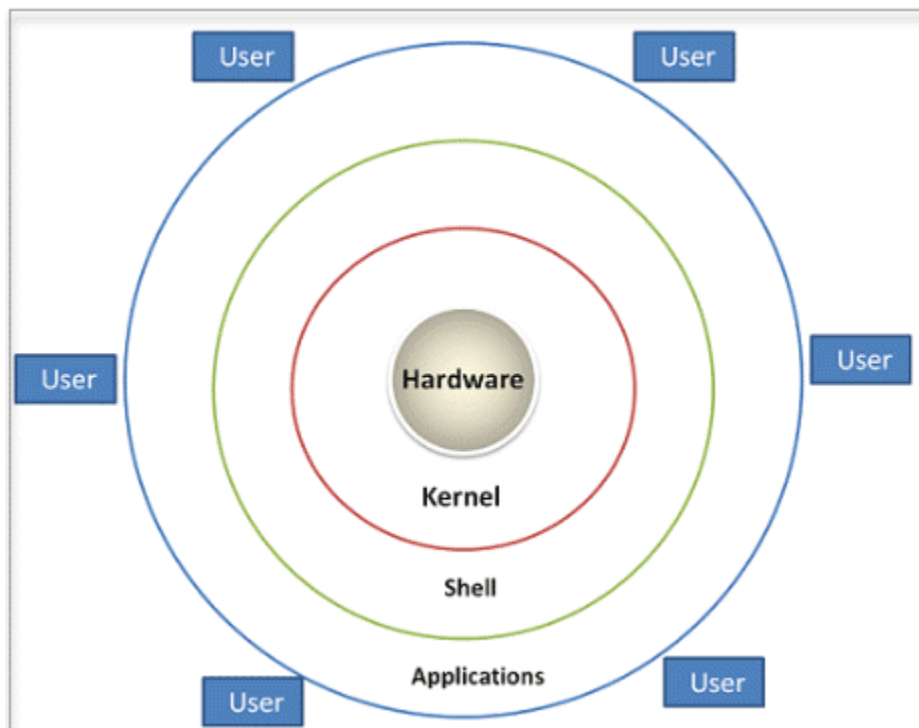 User
User
User
User
Hardware
Kernel
Shell
Applications
User
User